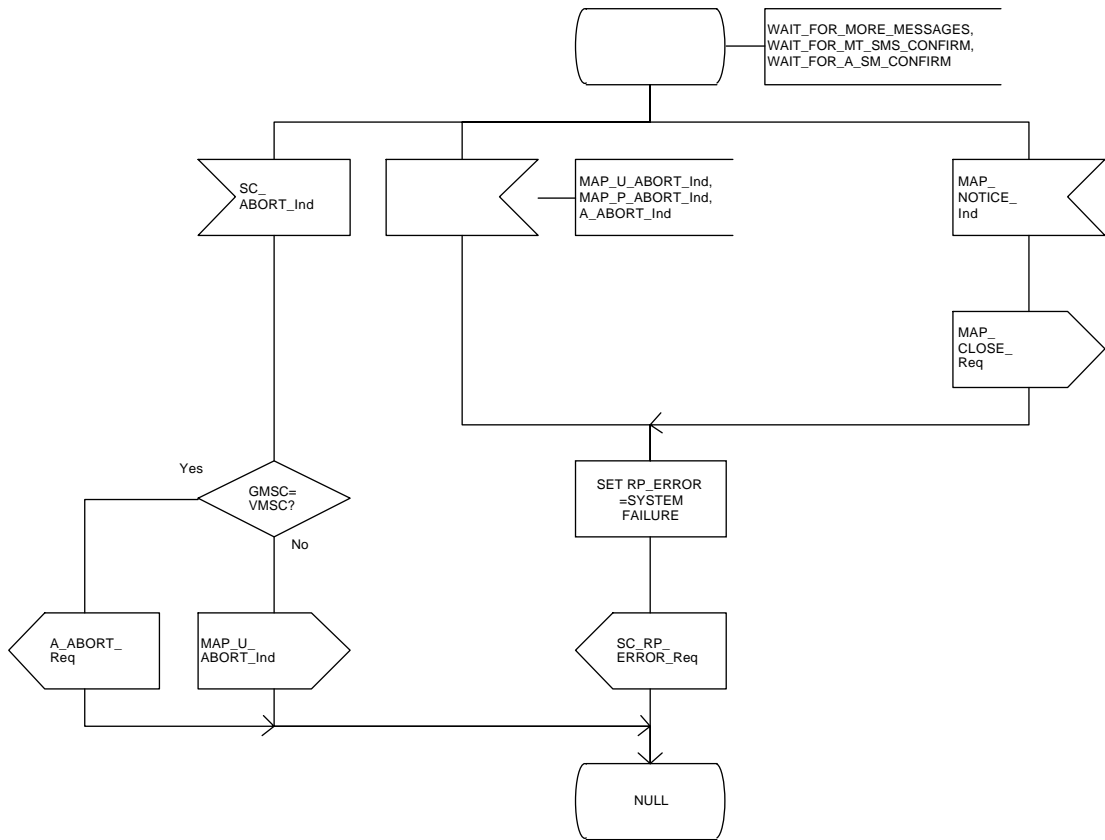 WAIT_FOR_MORE_MESSAGES,
WAIT_FOR_MT_SMS_CONFIRM,
WAIT_FOR_A_SM_CONFIRM
SC_
ABORT_Ind
MAP_U_ABORT_Ind,
MAP_P_ABORT_Ind,
A_ABORT_Ind
MAP_
NOTICE_
Ind
MAP_
CLOSE_
Req
Yes
GMSC=
VMSC?
No
SET RP_ERROR
=SYSTEM
FAILURE
A_ABORT_
Req
MAP_U_
ABORT_Ind
SC_RP_
ERROR_Req
NULL